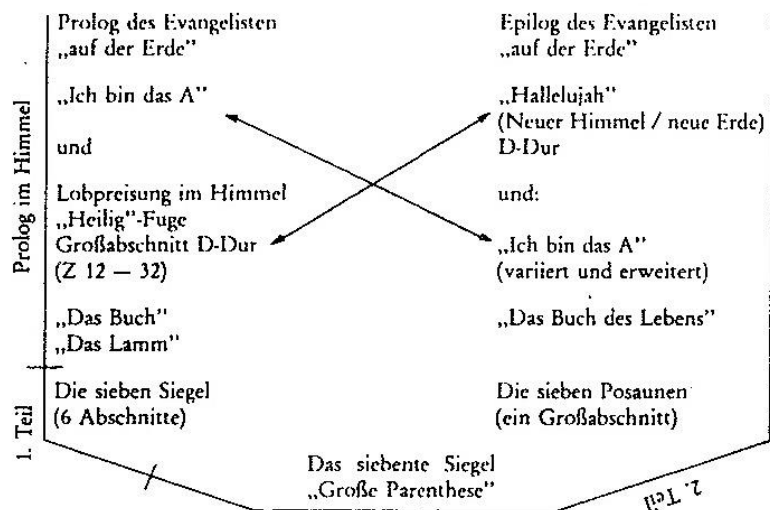 Prolog im Himmel
1. Teil
Prolog des Evangelisten
„auf der Erde”
„Ich bin das A”
und
Lobpreisung im Himmel
„Heilig”-Fuge
Großabschnitt D-Dur
(Z 12 — 32)
„Das Buch”
„Das Lamm”
Die sieben Siegel
(6 Abschnitte)
Epilog des Evangelisten
„auf der Erde”
„Hallelujah”
(Neuer Himmel / neue Erde)
D-Dur
und:
„Ich bin das A”
(variiert und erweitert)
„Das Buch des Lebens”
Die sieben Posaunen
(ein Großabschnitt)
Das siebente Siegel
„Große Parenthese”
2. Teil